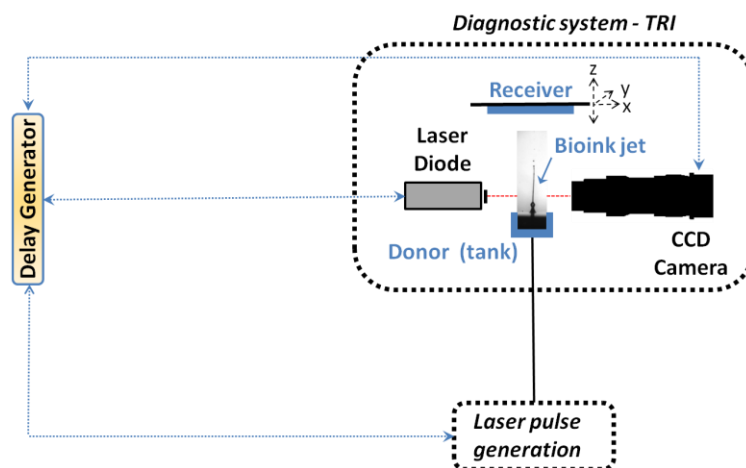 Diagnostic system - TRI
Receiver
z
y
x
Laser
Diode
Bioink jet
Delay Generator
Donor (tank)
CCD
Camera
Laser pulse
generation